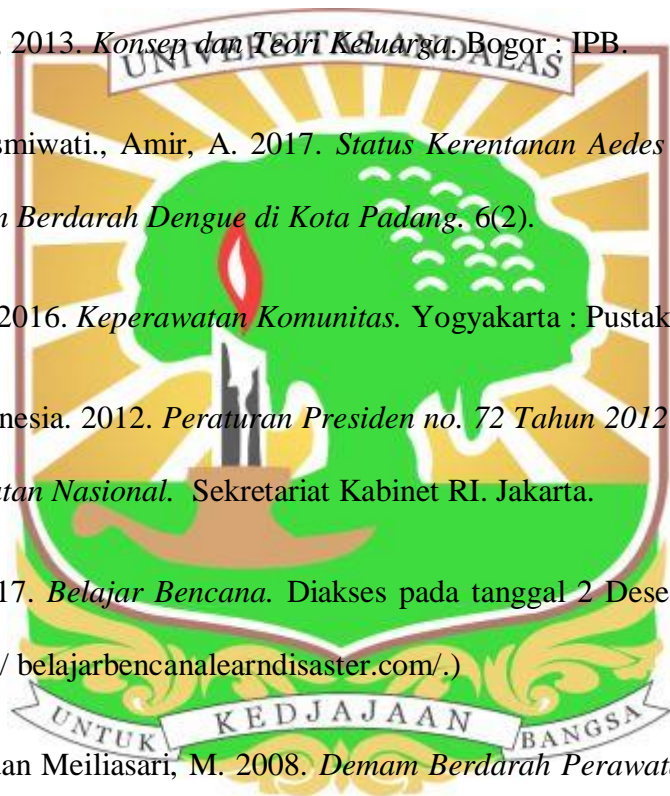 2013. Konsep dan Teori Keluarga. Bogor : IPB.
UNIVERSITAS ANDALAS
smiwati., Amir, A. 2017. Status Kerentanan Aedes
Berdarah Dengue di Kota Padang. 6(2).
2016. Keperawatan Komunitas. Yogyakarta : Pustak
nesia. 2012. Peraturan Presiden no. 72 Tahun 2012
tan Nasional. Sekretariat Kabinet RI. Jakarta.
17. Belajar Bencana. Diakses pada tanggal 2 Dese
/ belajarbencanalearndisaster.com/.)
UNTUK KEDJAJAAN BANGSA
dan Meiliasari, M. 2008. Demam Berdarah Perawat